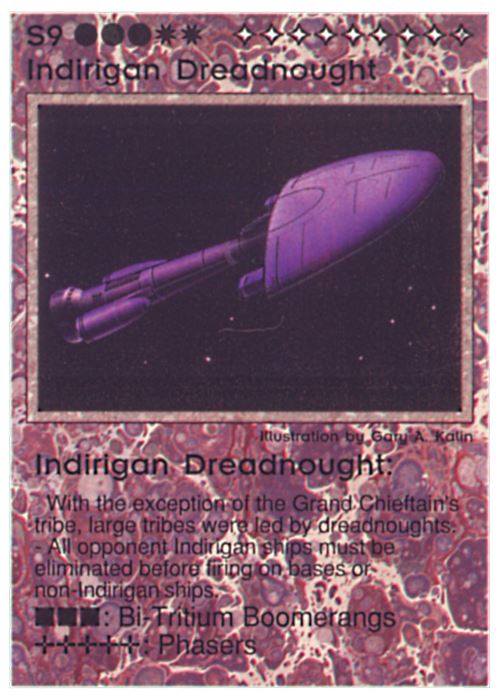 S9
Indirigan Dreadnought
Illustration by Gary A. Kalin
Indirigan Dreadnought:
With the exception of the Grand Chieftain's
tribe, large tribes were led by dreadnoughts.
- All opponent Indirigan ships must be
eliminated before firing on bases or
non-Indirigan ships.
: Bi-Tritium Boomerangs
: Phasers